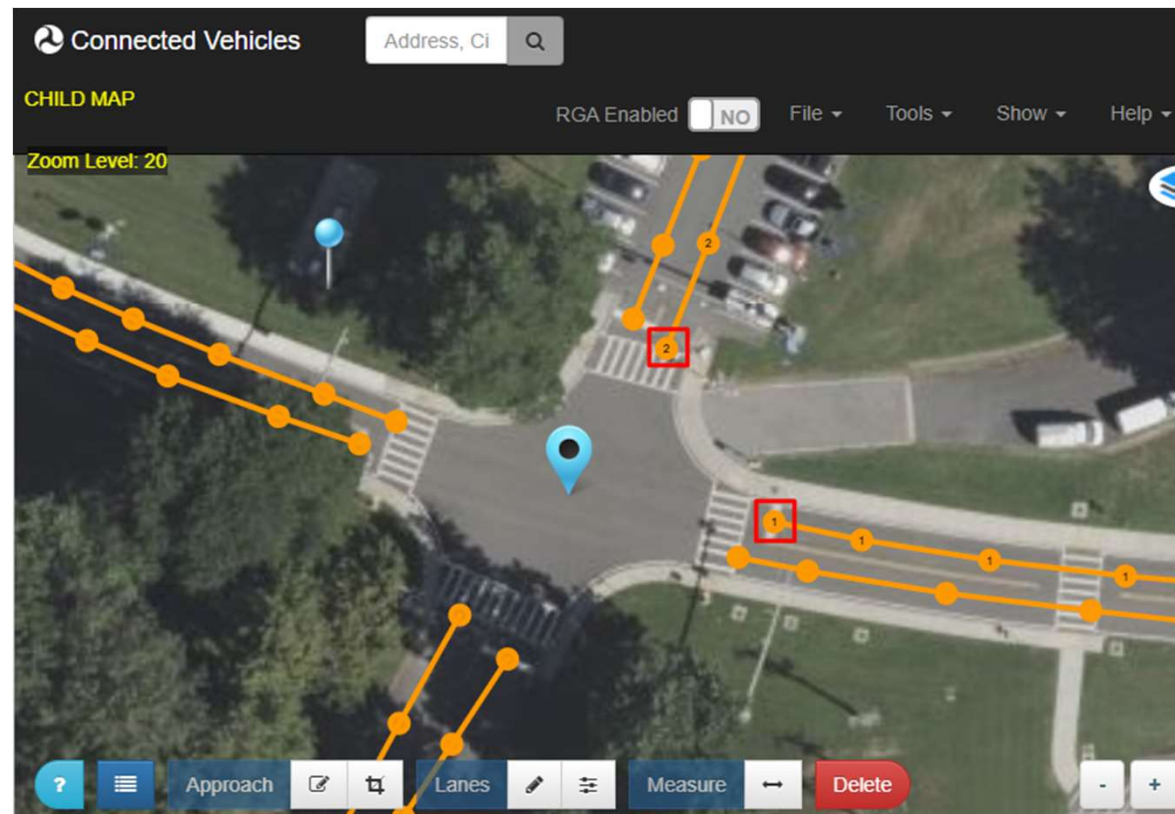 Connected Vehicles
Address, Ci
CHILD MAP
RGA Enabled NO File Tools Show Help
Zoom Level: 20
2
2
1
1
1
1
? Approach Lanes Measure Delete - +